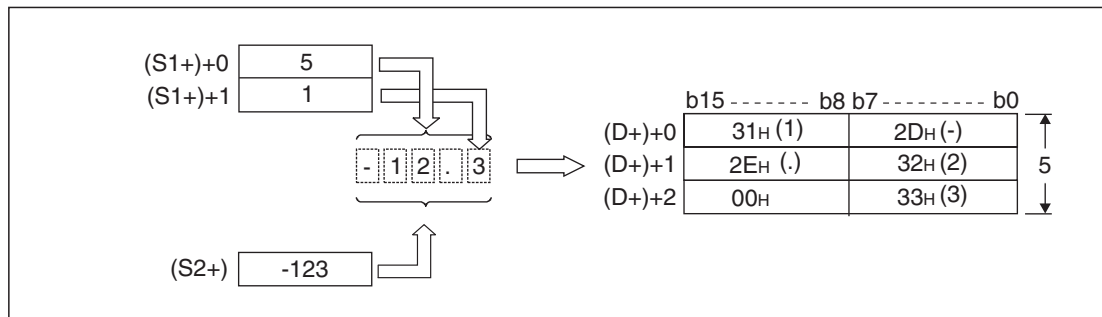 (S1+)+0 5
(S1+)+1 1
- 1 2 . 3
(S2+) -123
b15 - - - - - - - b8 b7 - - - - - - - - - b0
(D+)+0 31H (1) 2DH (-)
(D+)+1 2EH (.) 32H (2)
(D+)+2 00H 33H (3)
5